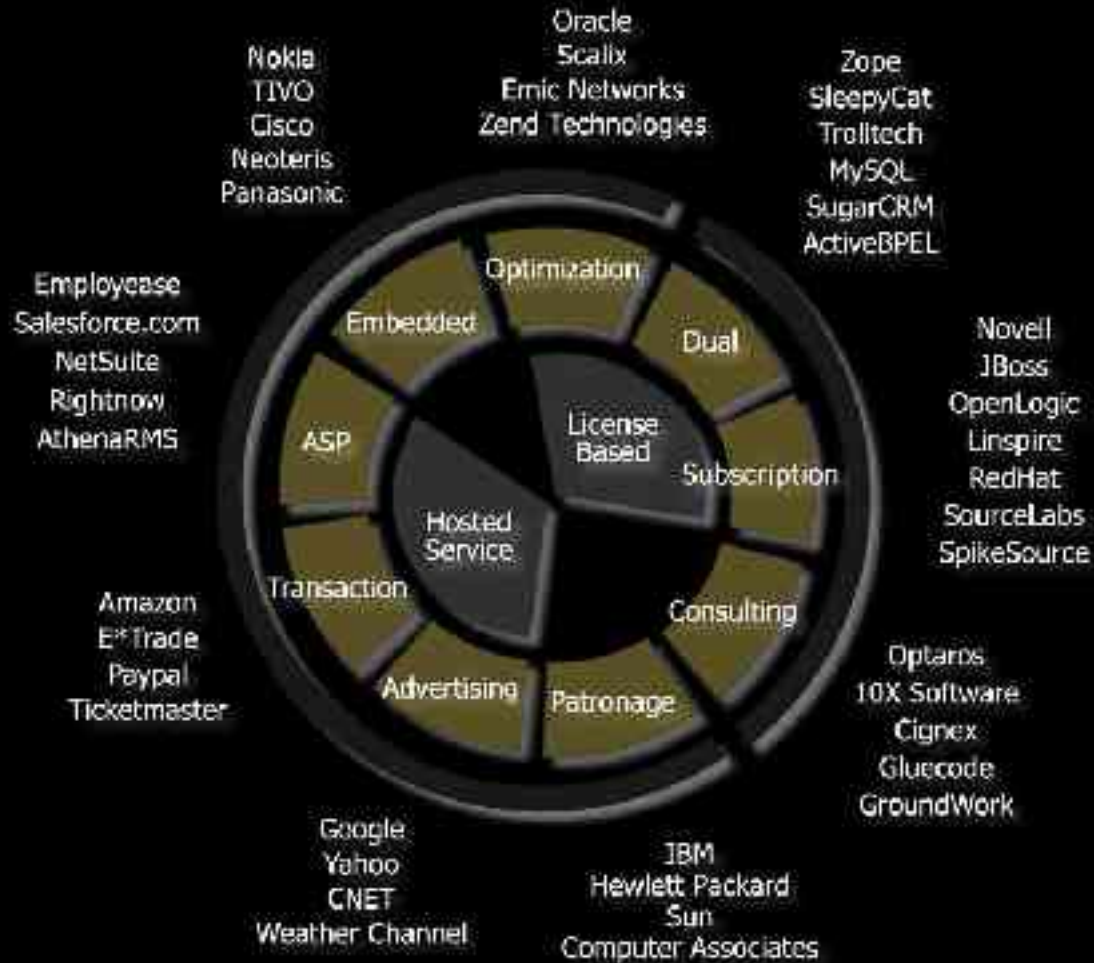 Oracle
Scalix
Emic Networks
Zend Technologies
Nokia
TIVO
Cisco
Neoteris
Panasonic
Zope
SleepyCat
Trolltech
MySQL
SugarCRM
ActiveBPEL
Employease
Salesforce.com
NetSuite
Rightnow
AthenaRMS
Novell
JBoss
OpenLogic
Linspire
RedHat
SourceLabs
SpikeSource
Optimization
Embedded
Dual
License
Based
ASP
Subscription
Hosted
Service
Transaction
Consulting
Advertising
Patronage
Amazon
E*Trade
Paypal
Ticketmaster
Optaros
10X Software
Cignex
Gluecode
GroundWork
Google
Yahoo
CNET
Weather Channel
IBM
Hewlett Packard
Sun
Computer Associates